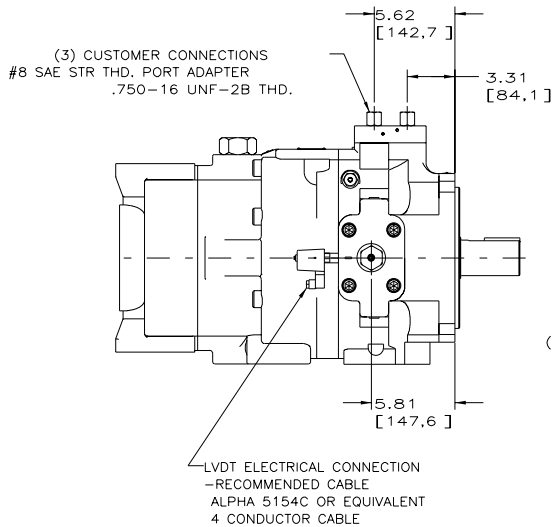 5.62
[142,7]
(3) CUSTOMER CONNECTIONS
#8 SAE STR THD. PORT ADAPTER
.750-16 UNF-2B THD.
3.31
[84,1]
(
5.81
[147,6]
LVDT ELECTRICAL CONNECTION
-RECOMMENDED CABLE
ALPHA 5154C OR EQUIVALENT
4 CONDUCTOR CABLE